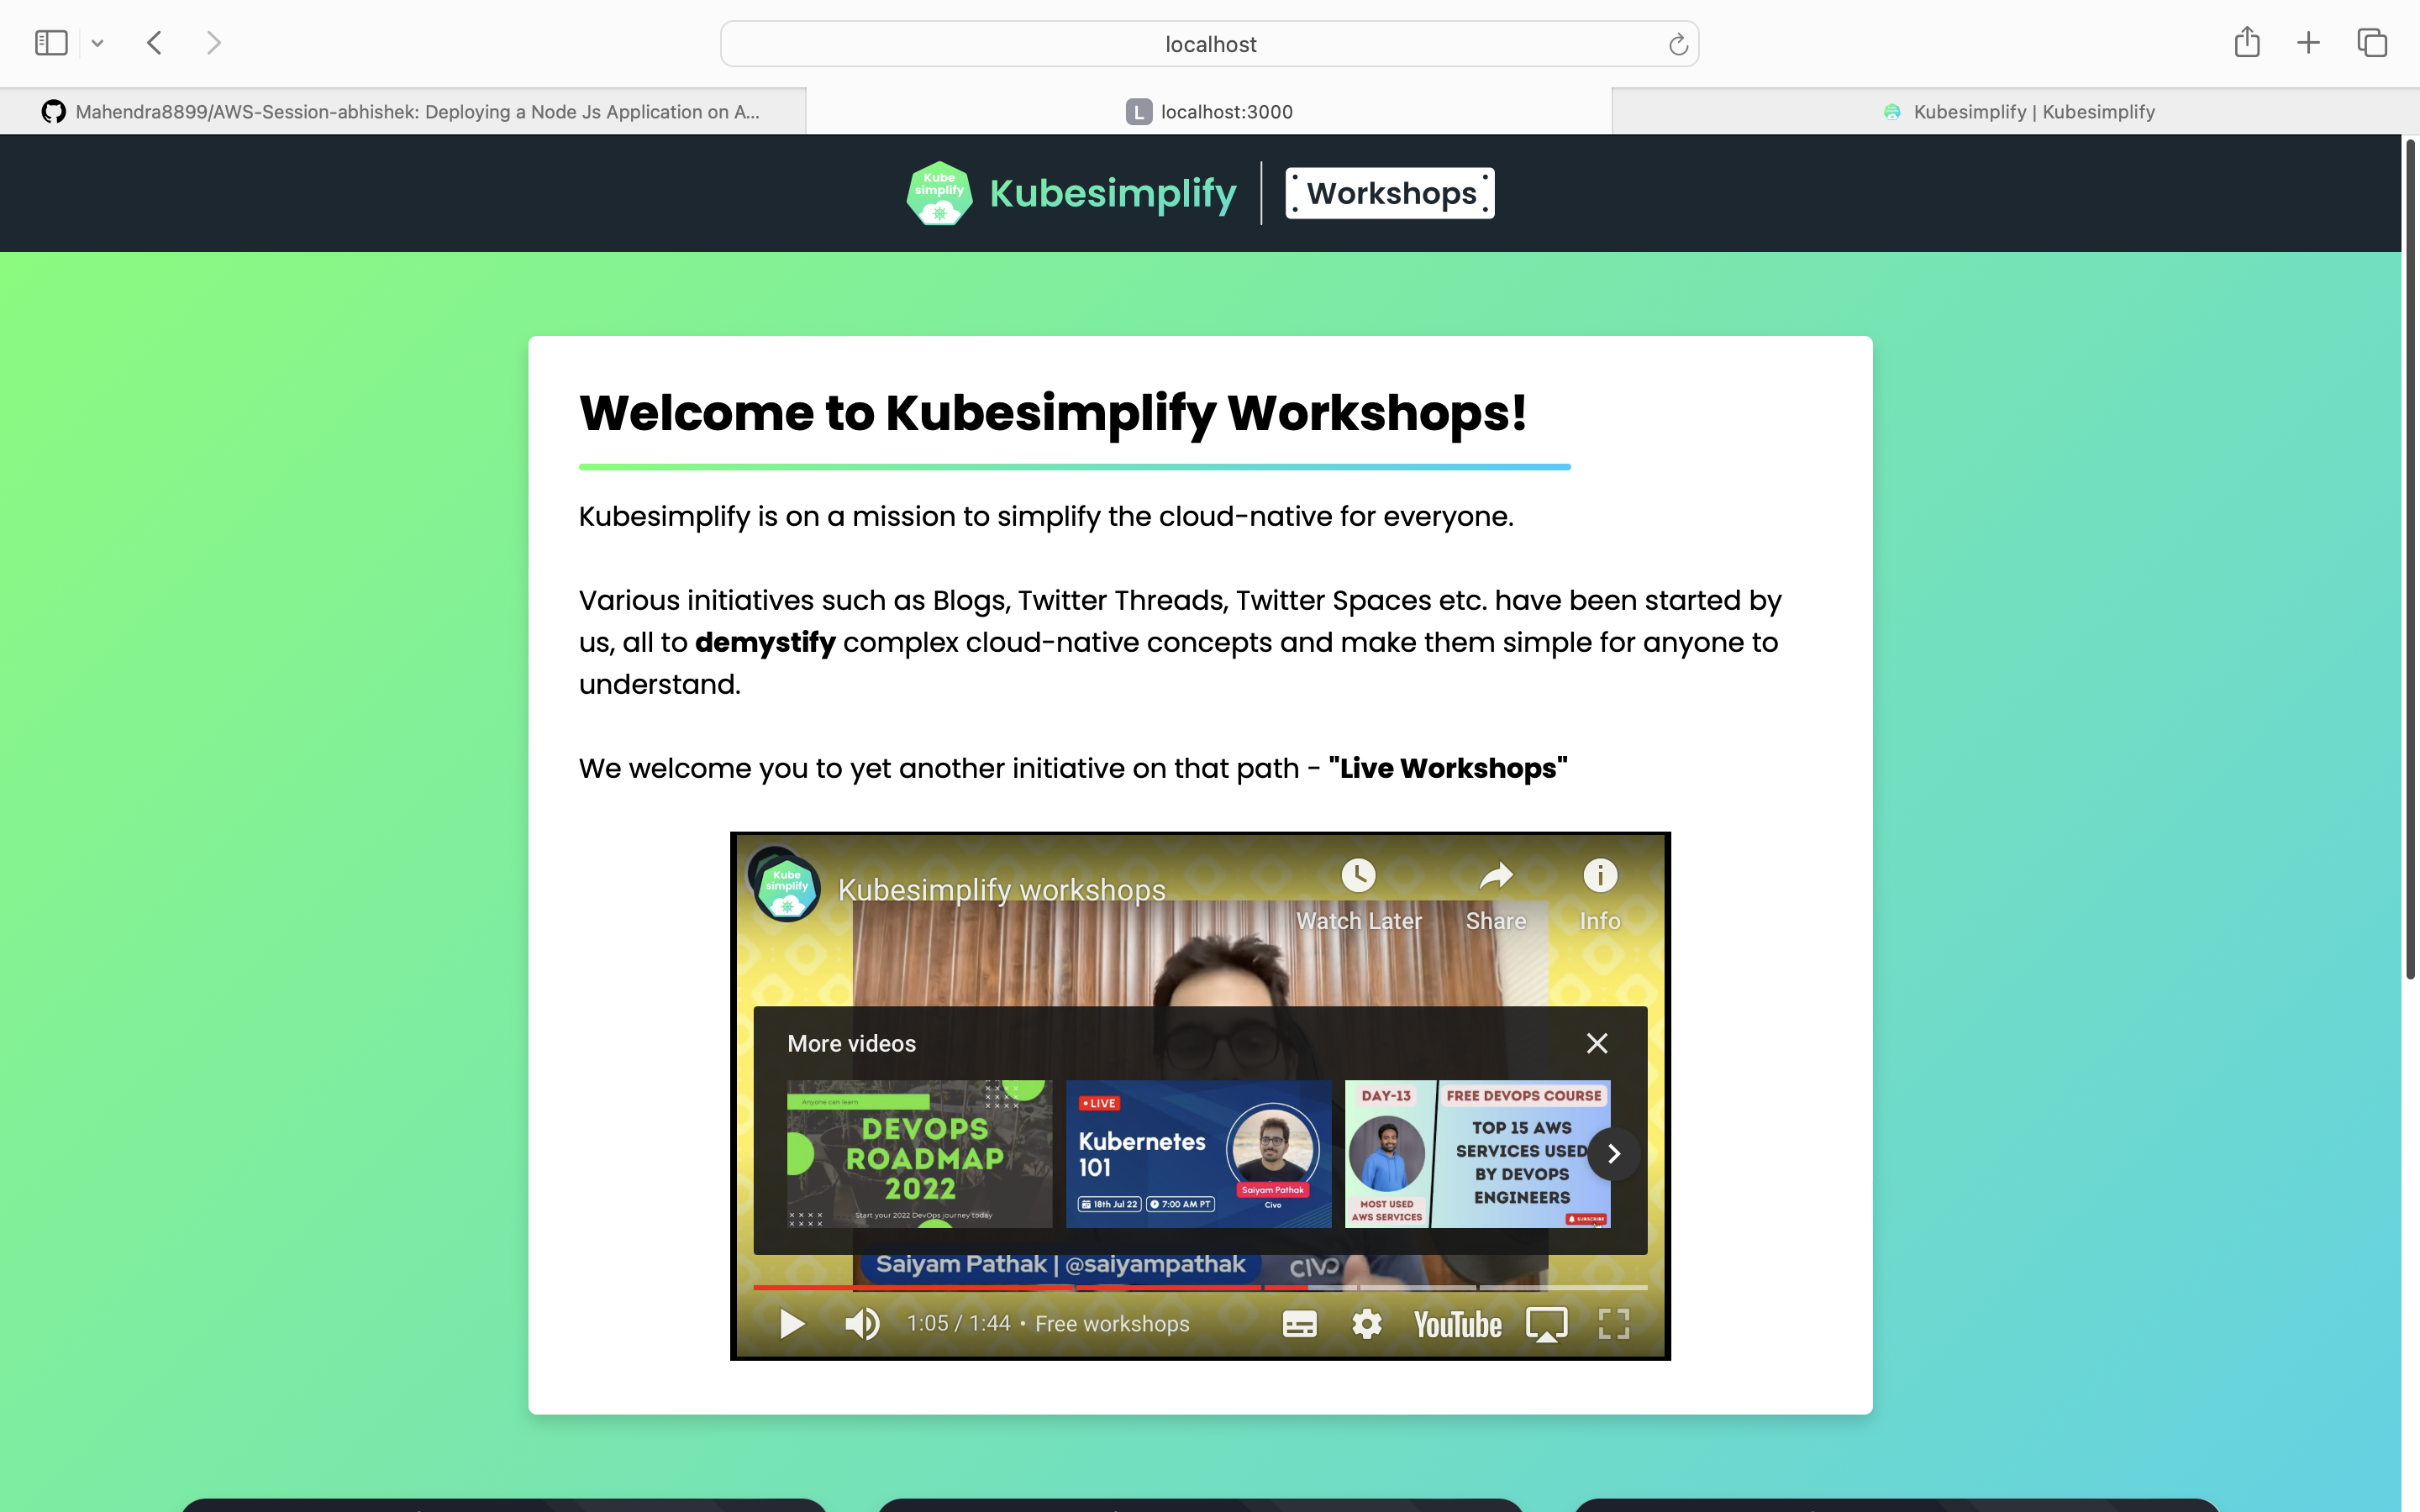 localhost
Mahendra8899/AWS-Session-abhishek: Deploying a Node Js Application on A...
L localhost:3000
Kubesimplify | Kubesimplify
Kube
simplify
Kubesimplify
Workshops
Welcome to Kubesimplify Workshops!
Kubesimplify is on a mission to simplify the cloud-native for everyone.
Various initiatives such as Blogs, Twitter Threads, Twitter Spaces etc. have been started by
us, all to demystify complex cloud-native concepts and make them simple for anyone to
understand.
We welcome you to yet another initiative on that path - "Live Workshops"
Kube
simplify
Kubesimplify workshops
Watch Later
Share
Info
More videos
Anyone can learn
DEVOPS
ROADMAP
2022
Start your 2022 DevOps journey today
LIVE
Kubernetes
101
18th Jul 22
7:00 AM PT
Saiyam Pathak
Civo
DAY-13
FREE DEVOPS COURSE
TOP 15 AWS
SERVICES USED
BY DEVOPS
ENGINEERS
MOST USED
AWS SERVICES
SUBSCRIBE
Saiyam Pathak | @saiyampathak
CIVO
1:05 / 1:44 • Free workshops
YouTube